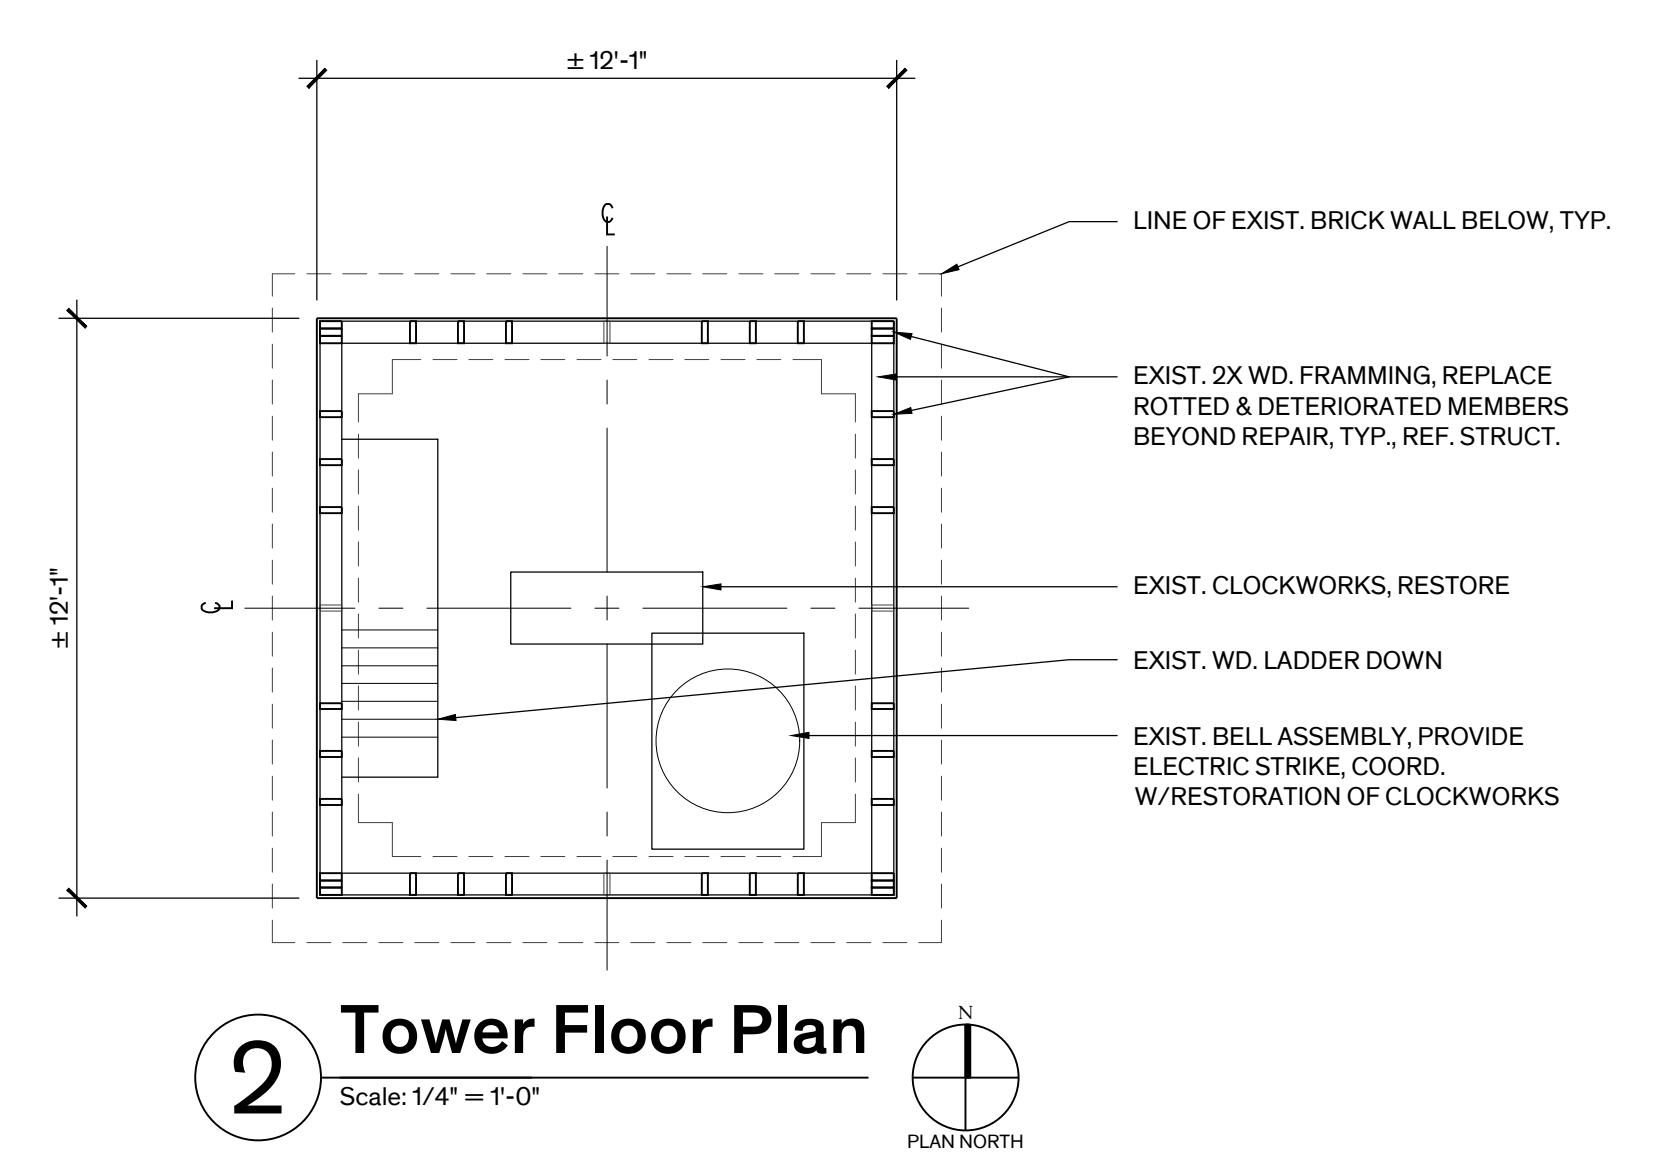 ± 12'-1"
℄
LINE OF EXIST. BRICK WALL BELOW, TYP.
EXIST. 2X WD. FRAMMING, REPLACE
ROTTED & DETERIORATED MEMBERS
BEYOND REPAIR, TYP., REF. STRUCT.
± 12'-1"
℄
EXIST. CLOCKWORKS, RESTORE
EXIST. WD. LADDER DOWN
EXIST. BELL ASSEMBLY, PROVIDE
ELECTRIC STRIKE, COORD.
W/RESTORATION OF CLOCKWORKS
2
Tower Floor Plan
Scale: 1/4" = 1'-0"
N
PLAN NORTH